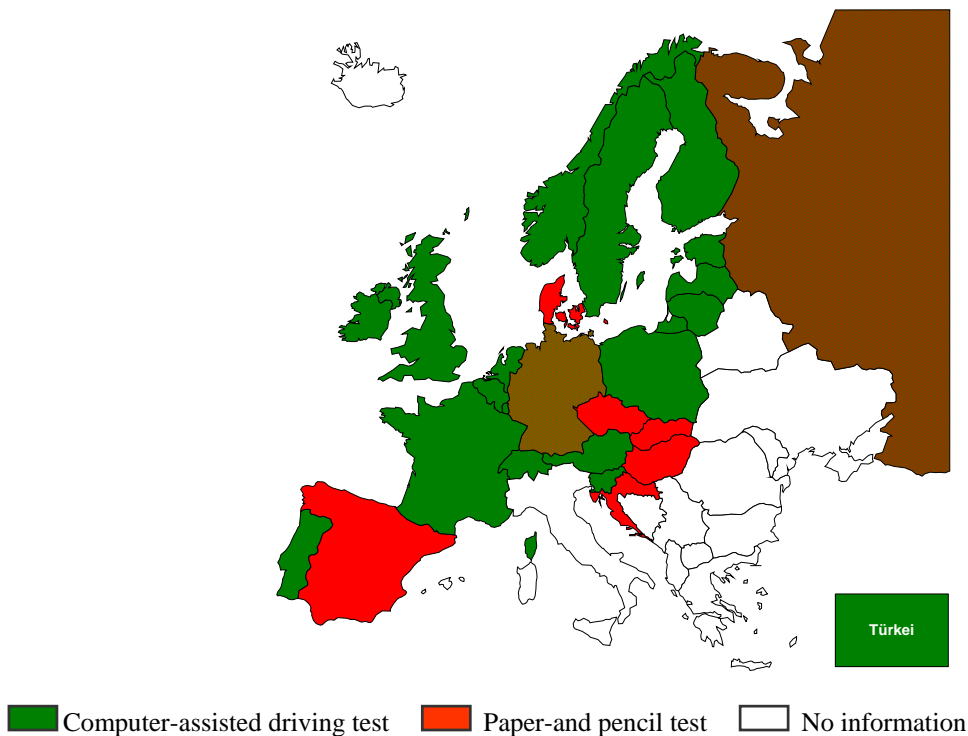 Türkei
Computer-assisted driving test
Paper-and pencil test
No information